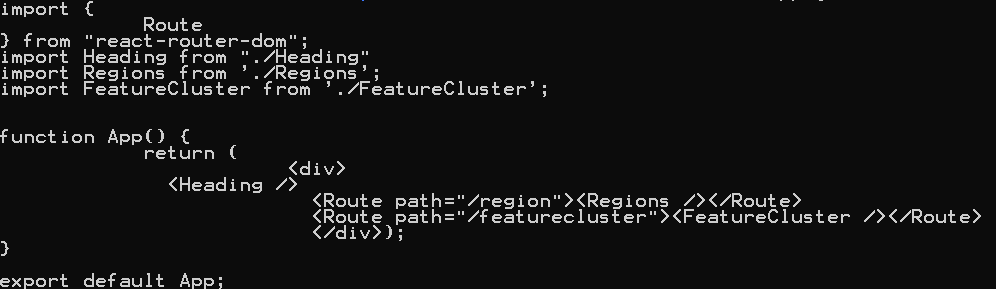 import {
Route
} from "react-router-dom";
import Heading from "./Heading"
import Regions from './Regions';
import FeatureCluster from './FeatureCluster';
function App() {
return (
<div>
<Heading />
<Route path="/region"><Regions /></Route>
<Route path="/featurecluster"><FeatureCluster /></Route>
</div>);
}
export default App;